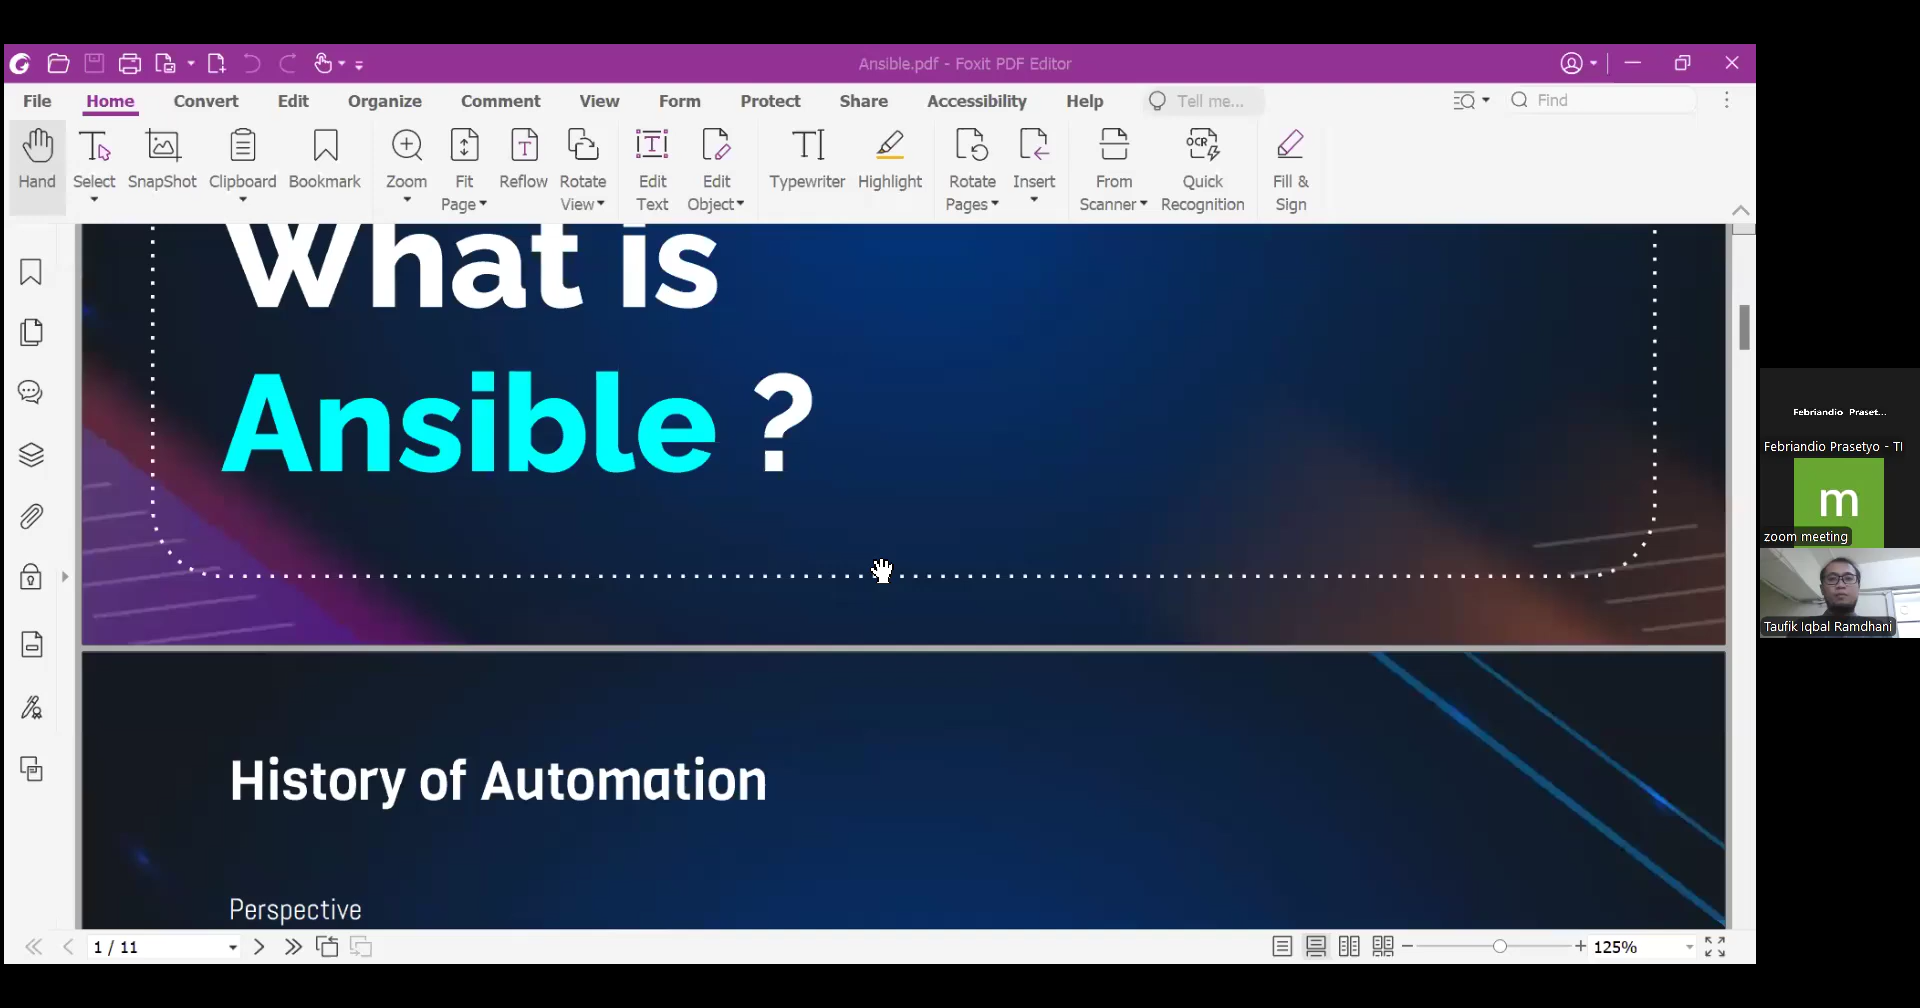 Ansible.pdf - Foxit PDF Editor
File Home Convert Edit Organize Comment View Form Protect Share Accessibility Help Tell me... Find
Hand Select SnapShot Clipboard Bookmark Zoom Fit Page Reflow Rotate View Edit Text Edit Object Typewriter Highlight Rotate Pages Insert From Scanner OCR Quick Recognition Fill & Sign
What is
Ansible ?
History of Automation
Perspective
1 / 11
125%
Febriandio Praset...
Febriandio Prasetyo - TI
m
zoom meeting
Taufik Iqbal Ramdhani